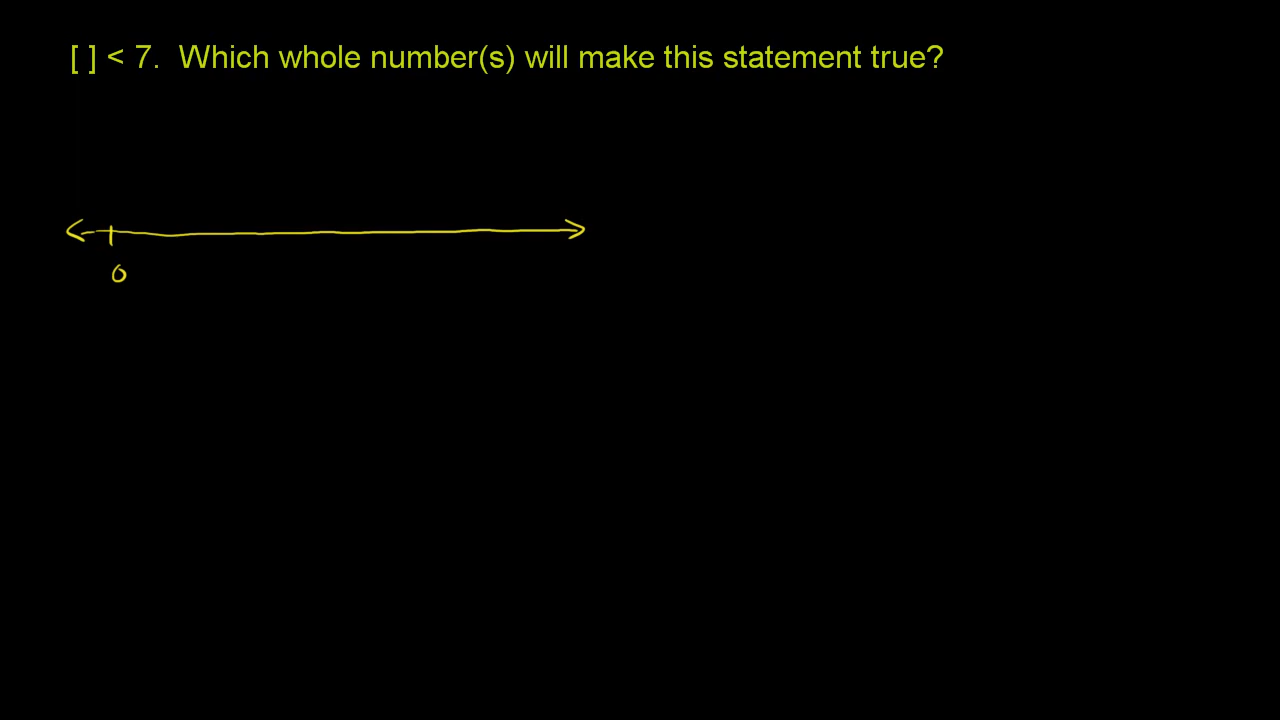 [ ] < 7.  Which whole number(s) will make this statement true?
0